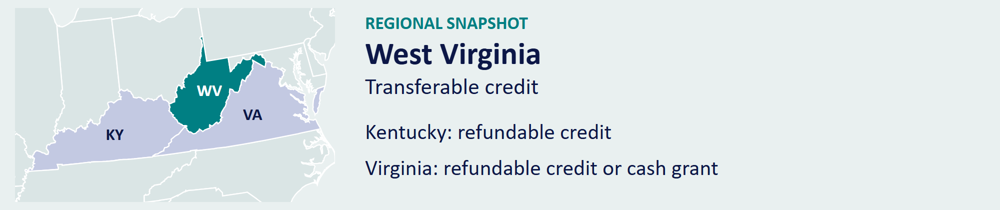 REGIONAL SNAPSHOT
West Virginia
Transferable credit
Kentucky: refundable credit
Virginia: refundable credit or cash grant
WV
VA
KY